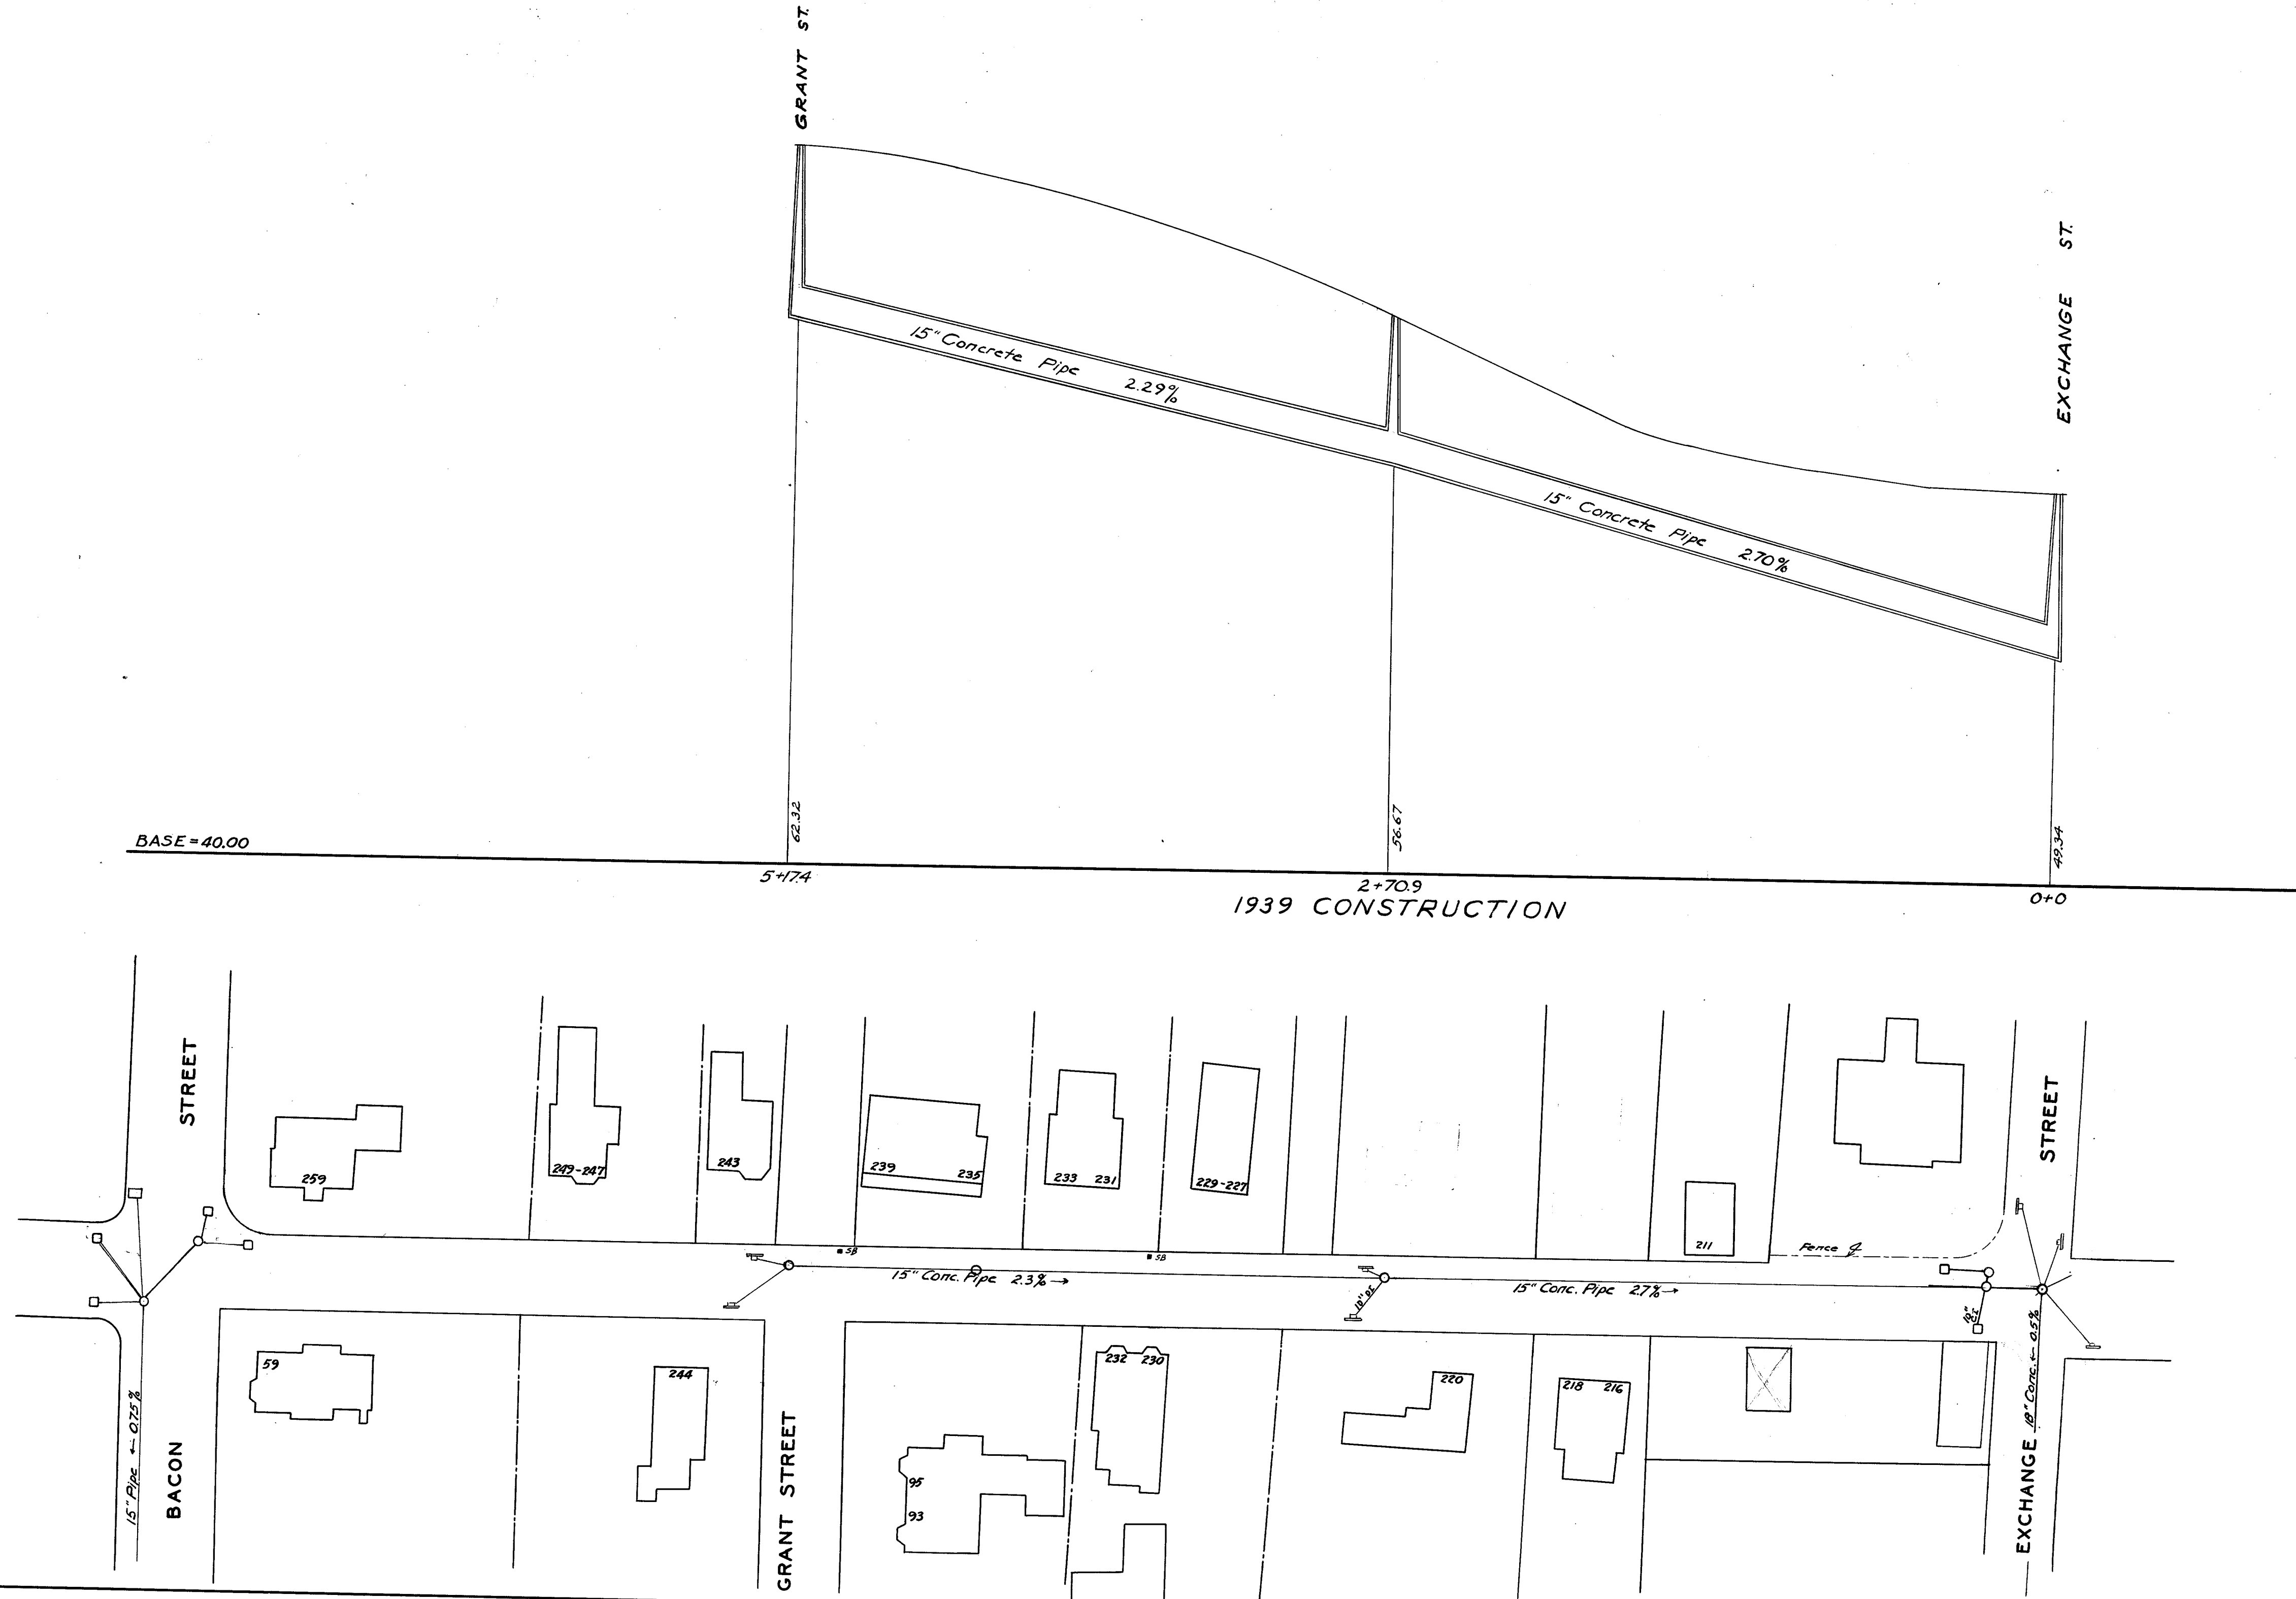 GRANT ST.
EXCHANGE ST.
15" Concrete Pipe 2.29%
15" Concrete Pipe 2.70%
62.32
56.67
49.34
BASE = 40.00
5+17.4
2+70.9
0+0
1939 CONSTRUCTION
STREET
STREET
259
249-247
243
239
235
233
231
229-227
211
Fence
SB
SB
15" Conc. Pipe 2.3% →
15" Conc. Pipe 2.7% →
10" DI
10"
59
244
232
230
220
218
216
95
93
15" Pipe ← 0.75%
BACON
GRANT STREET
EXCHANGE
18" Conc. ← 0.5%